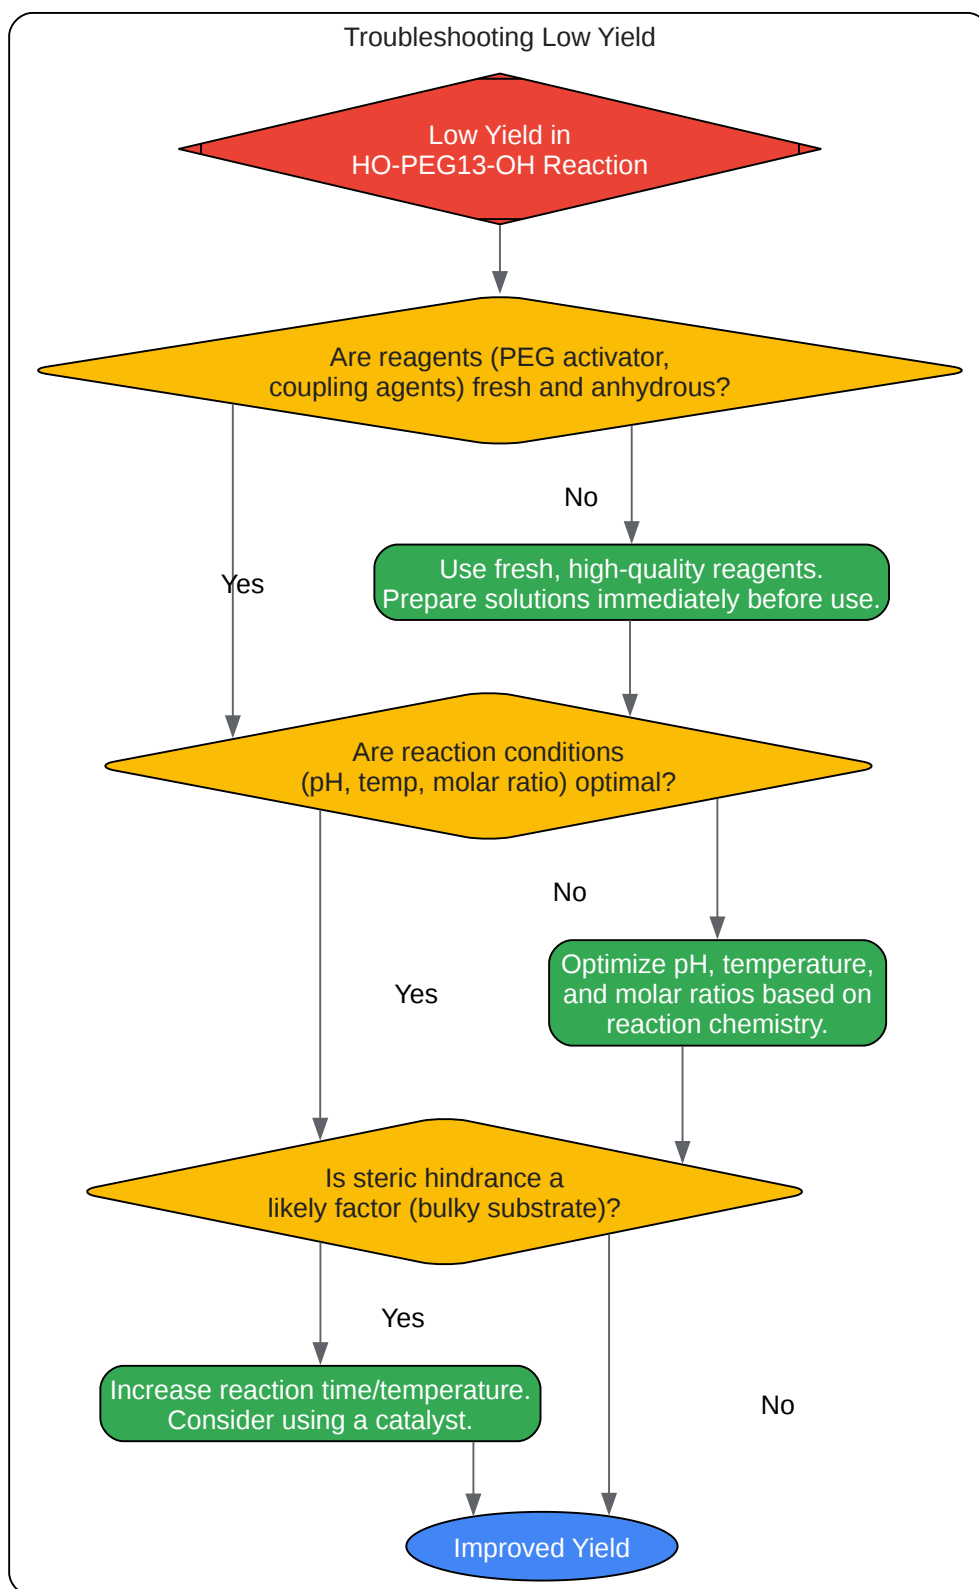 Troubleshooting Low Yield
Low Yield in
HO-PEG13-OH Reaction
Are reagents (PEG activator,
coupling agents) fresh and anhydrous?
No
Yes
Use fresh, high-quality reagents.
Prepare solutions immediately before use.
Are reaction conditions
(pH, temp, molar ratio) optimal?
No
Yes
Optimize pH, temperature,
and molar ratios based on
reaction chemistry.
Is steric hindrance a
likely factor (bulky substrate)?
Yes
Increase reaction time/temperature.
Consider using a catalyst.
No
Improved Yield